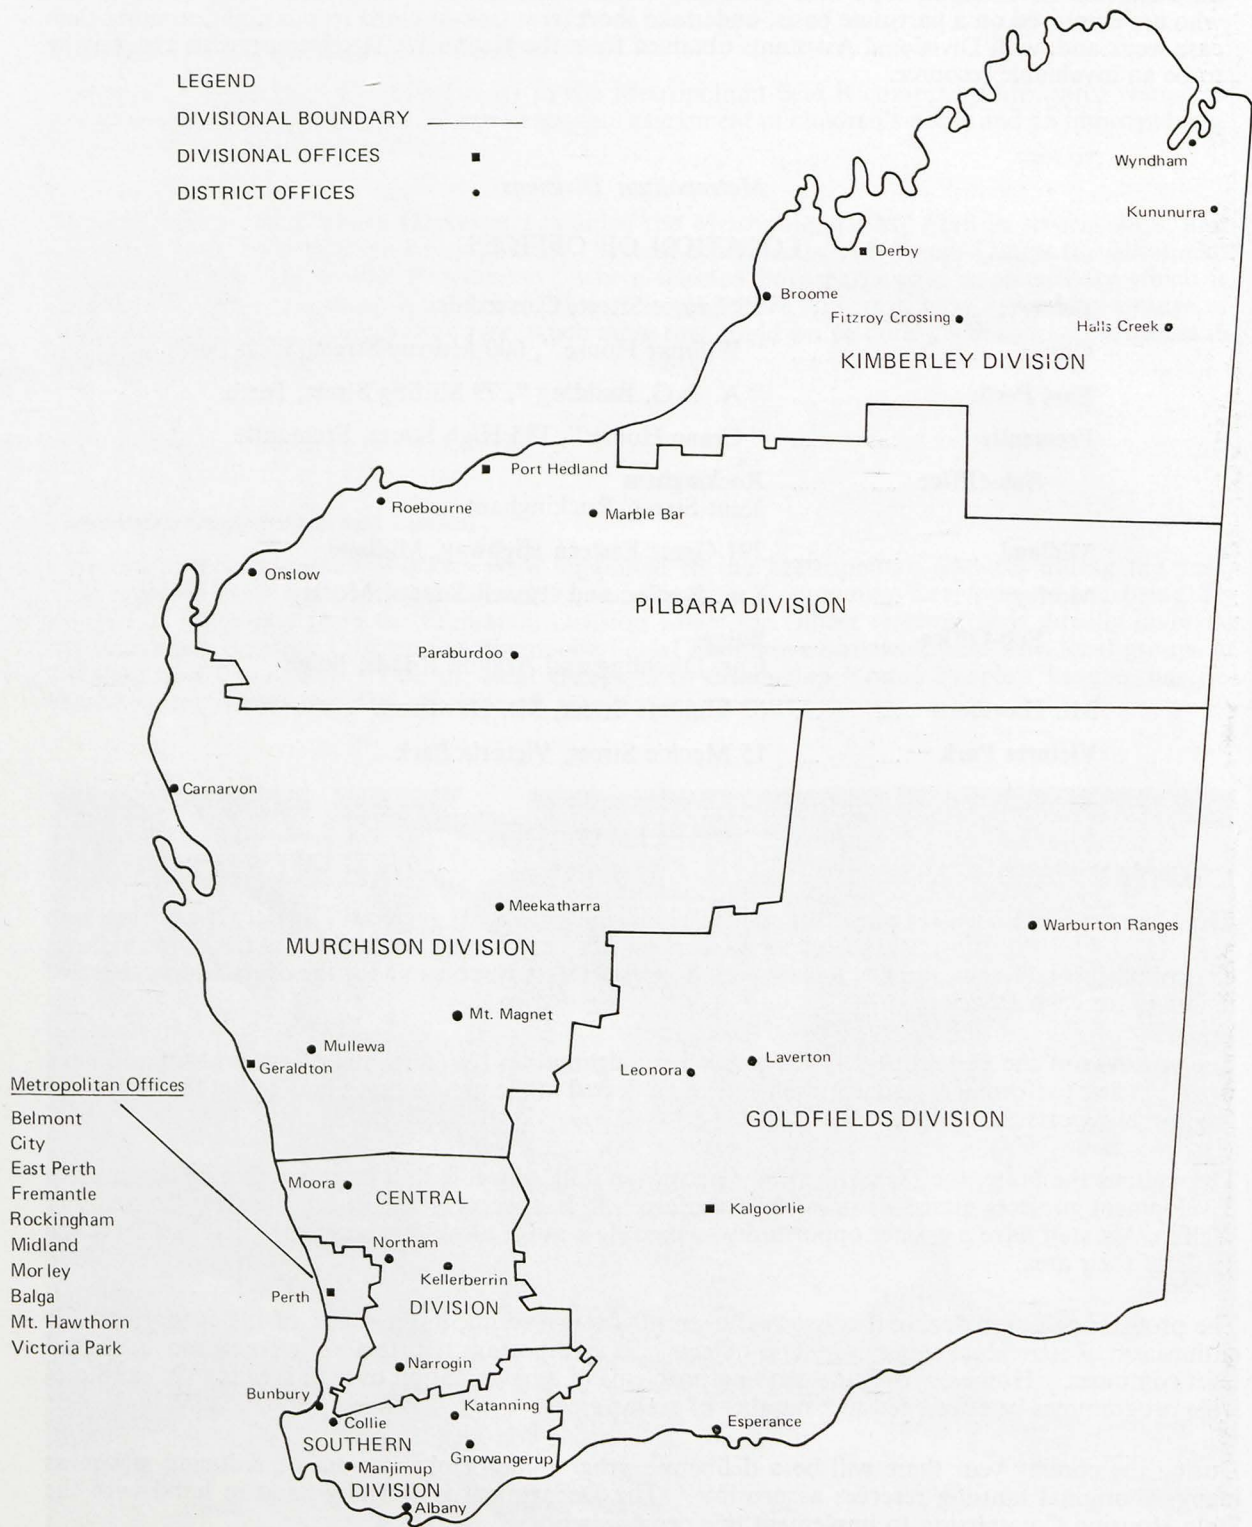 LEGEND
DIVISIONAL BOUNDARY
DIVISIONAL OFFICES
DISTRICT OFFICES
Wyndham
Kununurra
Derby
Broome
Fitzroy Crossing
Halls Creek
KIMBERLEY DIVISION
Port Hedland
Roebourne
Marble Bar
Onslow
PILBARA DIVISION
Paraburdoo
Carnarvon
Meekatharra
Warburton Ranges
MURCHISON DIVISION
Mt. Magnet
Mullewa
Geraldton
Laverton
Leonora
GOLDFIELDS DIVISION
Metropolitan Offices
Belmont
City
East Perth
Fremantle
Rockingham
Midland
Morley
Balga
Mt. Hawthorn
Victoria Park
Moora
CENTRAL
Kalgoorlie
Northam
Kellerberrin
Perth
DIVISION
Narrogin
Bunbury
Katanning
Collie
Esperance
SOUTHERN
Gnowangerup
Manjimup
DIVISION
Albany